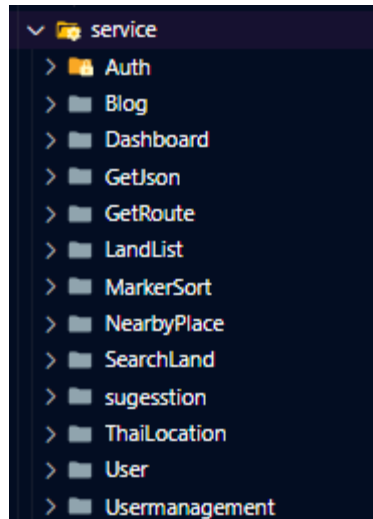 service
Auth
Blog
Dashboard
GetJson
GetRoute
LandList
MarkerSort
NearbyPlace
SearchLand
sugesstion
ThaiLocation
User
Usermanagement